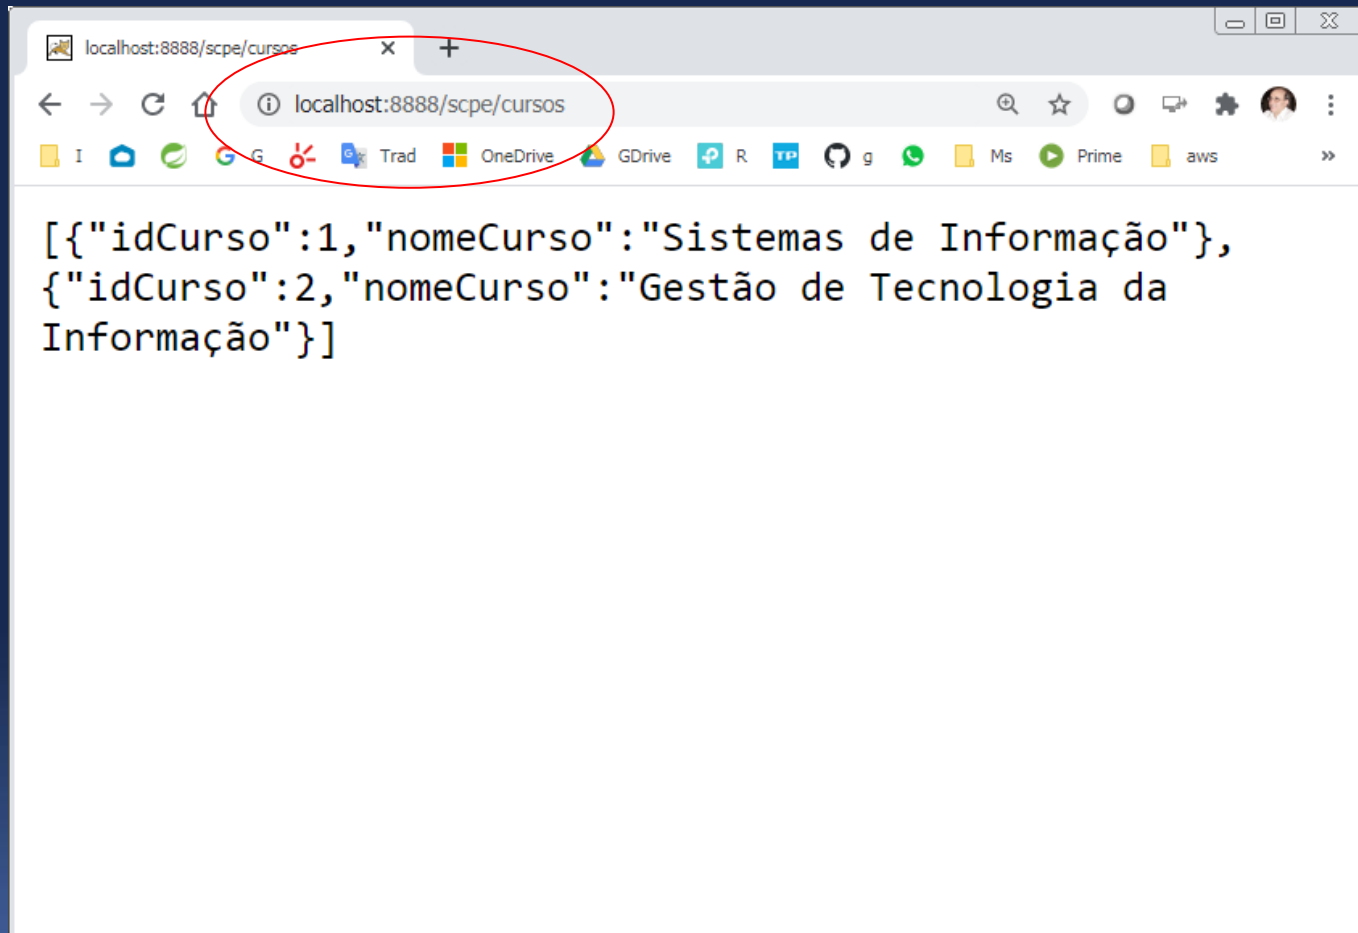 localhost:8888/scpe/cursos
localhost:8888/scpe/cursos
I G Trad OneDrive GDrive R TP g Ms Prime aws »
[{"idCurso":1,"nomeCurso":"Sistemas de Informação"},
{"idCurso":2,"nomeCurso":"Gestão de Tecnologia da
Informação"}]